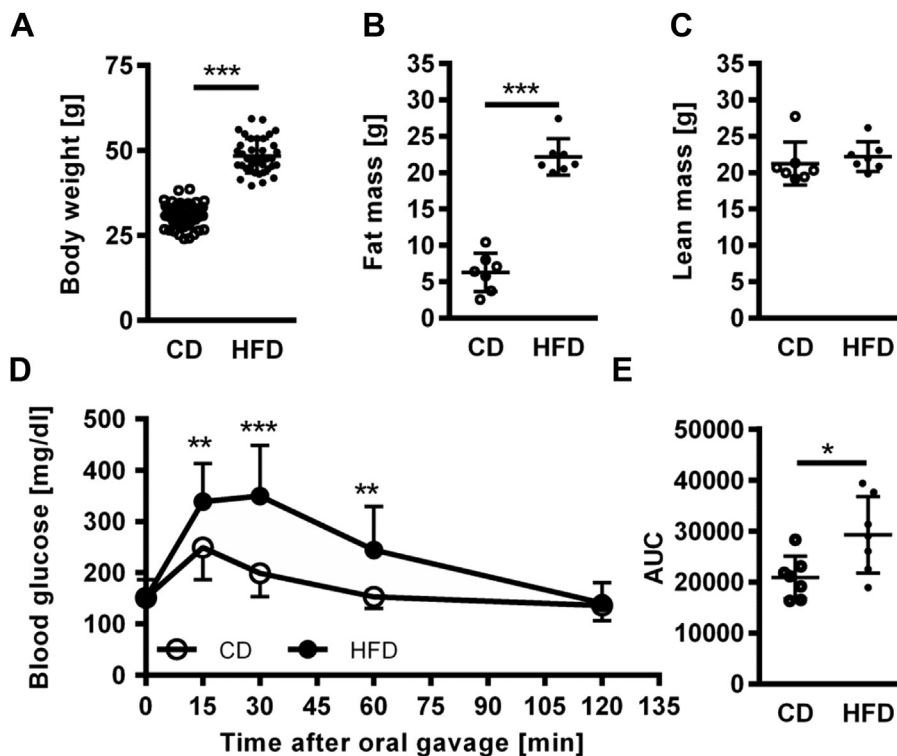 A
Body weight [g]
75
50
25
0
***
CD HFD
B
Fat mass [g]
35
30
25
20
15
10
5
0
***
CD HFD
C
Lean mass [g]
35
30
25
20
15
10
5
0
CD HFD
D
Blood glucose [mg/dl]
500
400
300
200
100
0
** *** **
CD HFD
0 15 30 45 60 75 90 105 120 135
Time after oral gavage [min]
E
AUC
50000
40000
30000
20000
10000
0
*
CD HFD